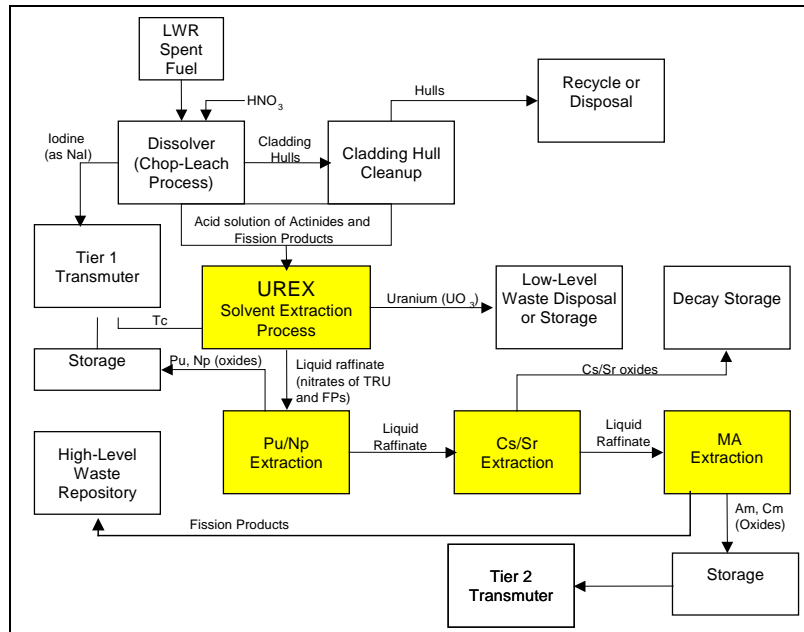 LWR
Spent
Fuel
HNO3
Iodine
(as NaI)
Dissolver
(Chop-Leach
Process)
Cladding
Hulls
Cladding Hull
Cleanup
Hulls
Recycle or
Disposal
Acid solution of Actinides and
Fission Products
Tier 1
Transmuter
UREX
Solvent Extraction
Process
Uranium (UO3)
Low-Level
Waste Disposal
or Storage
Decay Storage
Tc
Storage
Pu, Np (oxides)
Liquid raffinate
(nitrates of TRU
and FPs)
Cs/Sr oxides
High-Level
Waste
Repository
Pu/Np
Extraction
Liquid
Raffinate
Cs/Sr
Extraction
Liquid
Raffinate
MA
Extraction
Fission Products
Am, Cm
(Oxides)
Tier 2
Transmuter
Storage